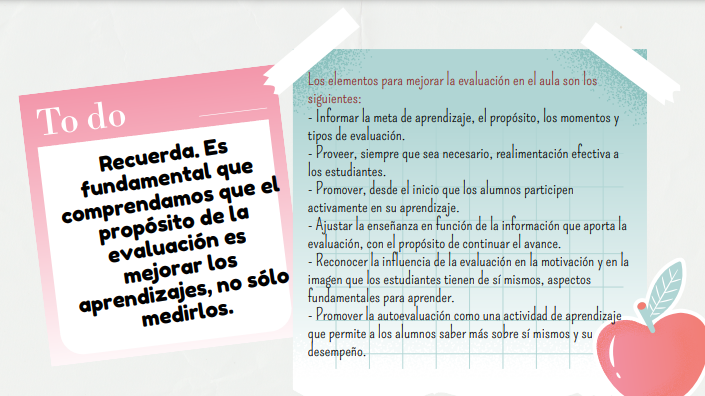 To do
Recuerda. Es
fundamental que
comprendamos que el
propósito de la
evaluación es
mejorar los
aprendizajes, no sólo
medirlos.
Los elementos para mejorar la evaluación en el aula son los
siguientes:
- Informar la meta de aprendizaje, el propósito, los momentos y
tipos de evaluación.
- Proveer, siempre que sea necesario, realimentación efectiva a
los estudiantes.
- Promover, desde el inicio que los alumnos participen
activamente en su aprendizaje.
- Ajustar la enseñanza en función de la información que aporta la
evaluación, con el propósito de continuar el avance.
- Reconocer la influencia de la evaluación en la motivación y en la
imagen que los estudiantes tienen de sí mismos, aspectos
fundamentales para aprender.
- Promover la autoevaluación como una actividad de aprendizaje
que permite a los alumnos saber más sobre sí mismos y su
desempeño.